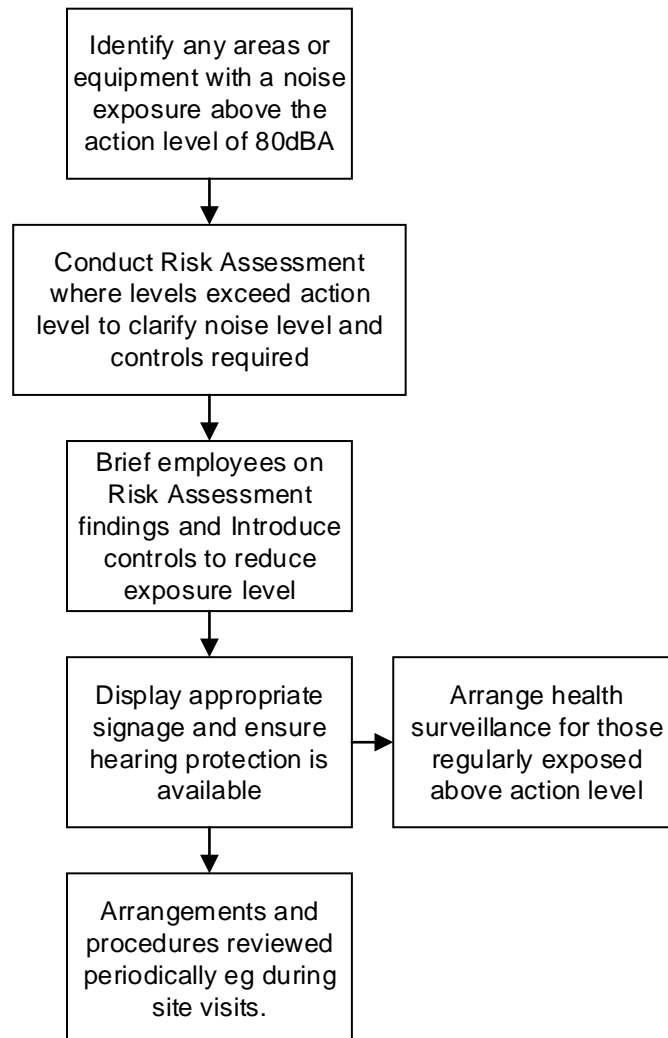 Identify any areas or
equipment with a noise
exposure above the
action level of 80dBA
Conduct Risk Assessment
where levels exceed action
level to clarify noise level and
controls required
Brief employees on
Risk Assessment
findings and Introduce
controls to reduce
exposure level
Display appropriate
signage and ensure
hearing protection is
available
Arrange health
surveillance for those
regularly exposed
above action level
Arrangements and
procedures reviewed
periodically eg during
site visits.